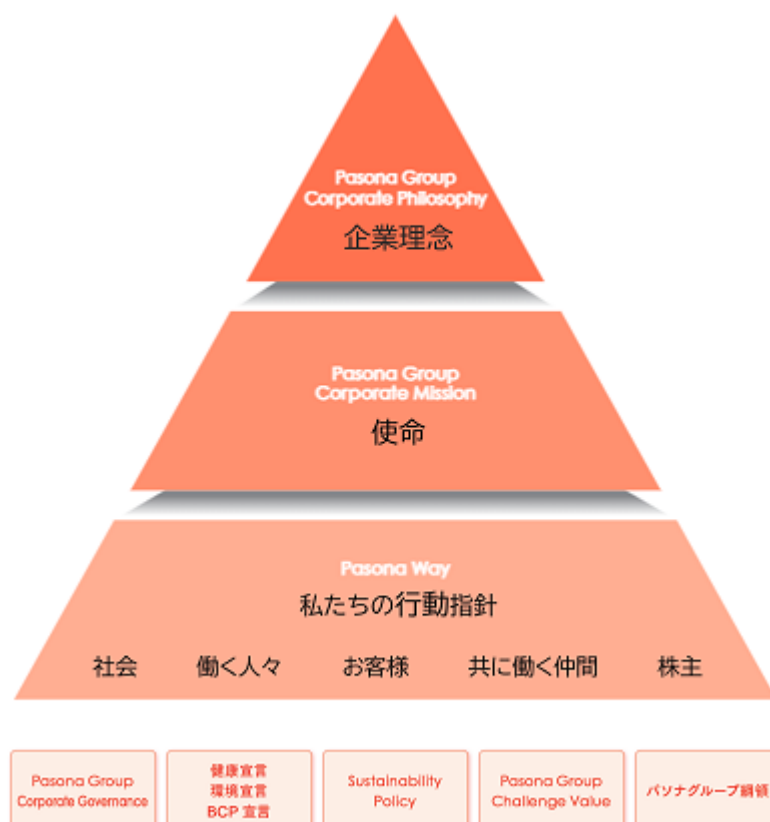 Pasona Group
Corporate Philosophy
企業理念
Pasona Group
Corporate Mission
使命
Pasona Way
私たちの行動指針
社会 働く人々 お客様 共に働く仲間 株主
Pasona Group
Corporate Governance
健康宣言
環境宣言
BCP 宣言
Sustainability
Policy
Pasona Group
Challenge Value
パソナグループ綱領